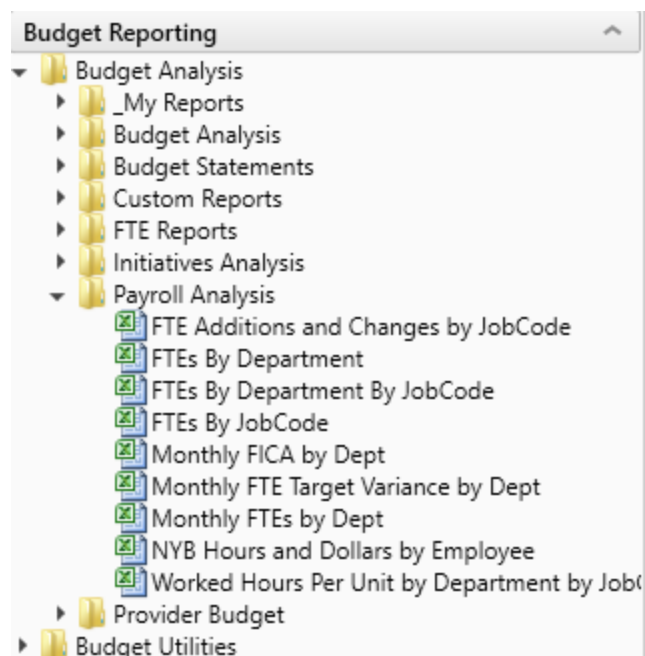 Budget Reporting
Budget Analysis
_My Reports
Budget Analysis
Budget Statements
Custom Reports
FTE Reports
Initiatives Analysis
Payroll Analysis
FTE Additions and Changes by JobCode
FTEs By Department
FTEs By Department By JobCode
FTEs By JobCode
Monthly FICA by Dept
Monthly FTE Target Variance by Dept
Monthly FTEs by Dept
NYB Hours and Dollars by Employee
Worked Hours Per Unit by Department by Job
Provider Budget
Budget Utilities